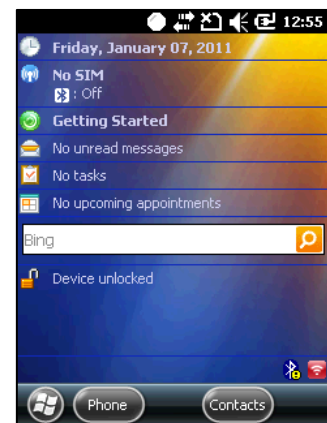 12:55
Friday, January 07, 2011
No SIM
: Off
Getting Started
No unread messages
No tasks
No upcoming appointments
Bing
Device unlocked
Phone
Contacts